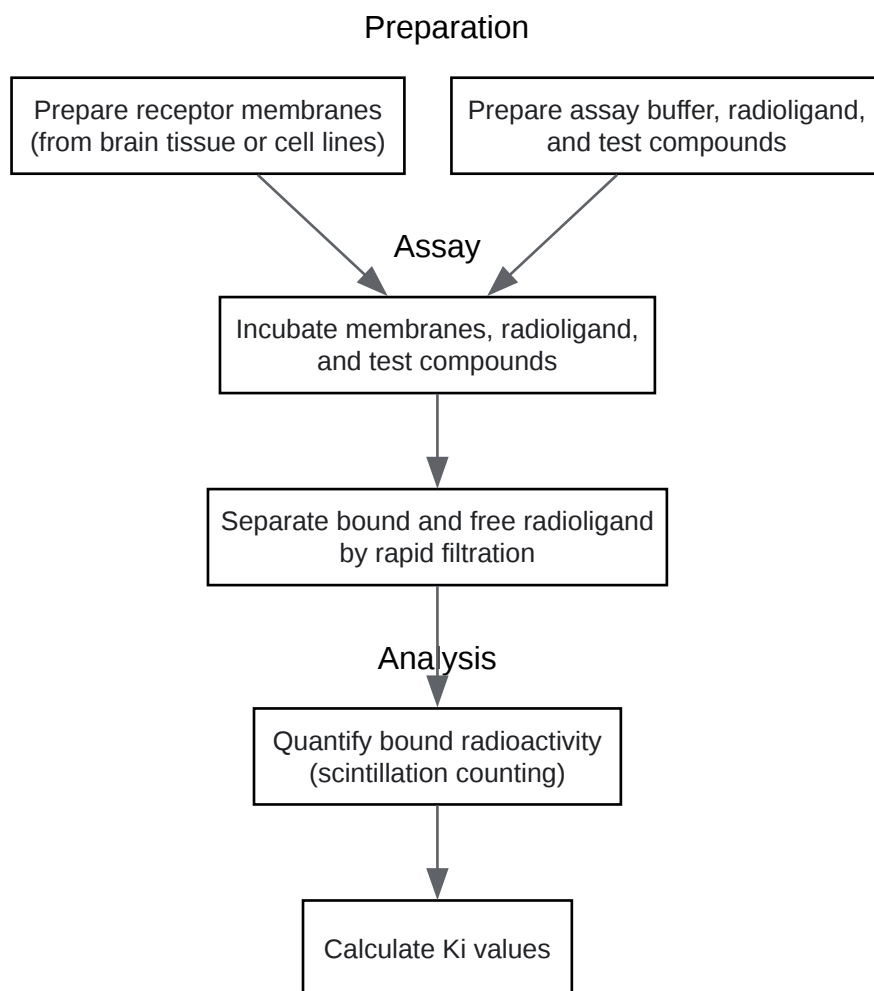 Preparation
Prepare receptor membranes
(from brain tissue or cell lines)
Prepare assay buffer, radioligand,
and test compounds
Assay
Incubate membranes, radioligand,
and test compounds
Separate bound and free radioligand
by rapid filtration
Analysis
Quantify bound radioactivity
(scintillation counting)
Calculate Ki values